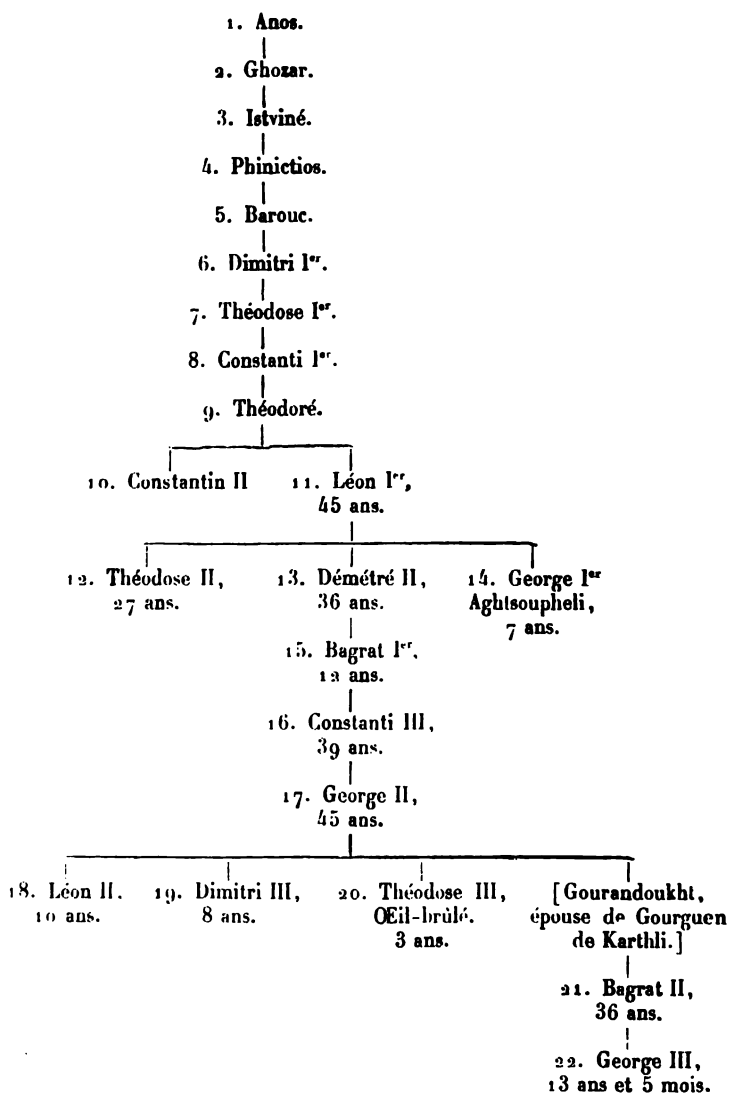 1. Anos.
2. Ghozar.
3. Istviné.
4. Phinictios.
5. Barouc.
6. Dimitri Iᵉʳ.
7. Théodose Iᵉʳ.
8. Constanti Iᵉʳ.
9. Théodoré.
10. Constantin II
11. Léon Iᵉʳ,
45 ans.
12. Théodose II,
27 ans.
13. Démétré II,
36 ans.
14. George Iᵉʳ
Aghtsoupheli,
7 ans.
15. Bagrat Iᵉʳ,
12 ans.
16. Constanti III,
39 ans.
17. George II,
45 ans.
18. Léon II.
10 ans.
19. Dimitri III,
8 ans.
20. Théodose III,
Œil-brûlé.
3 ans.
[Gourandoukht,
épouse de Gourguen
de Karthli.]
21. Bagrat II,
36 ans.
22. George III,
13 ans et 5 mois.